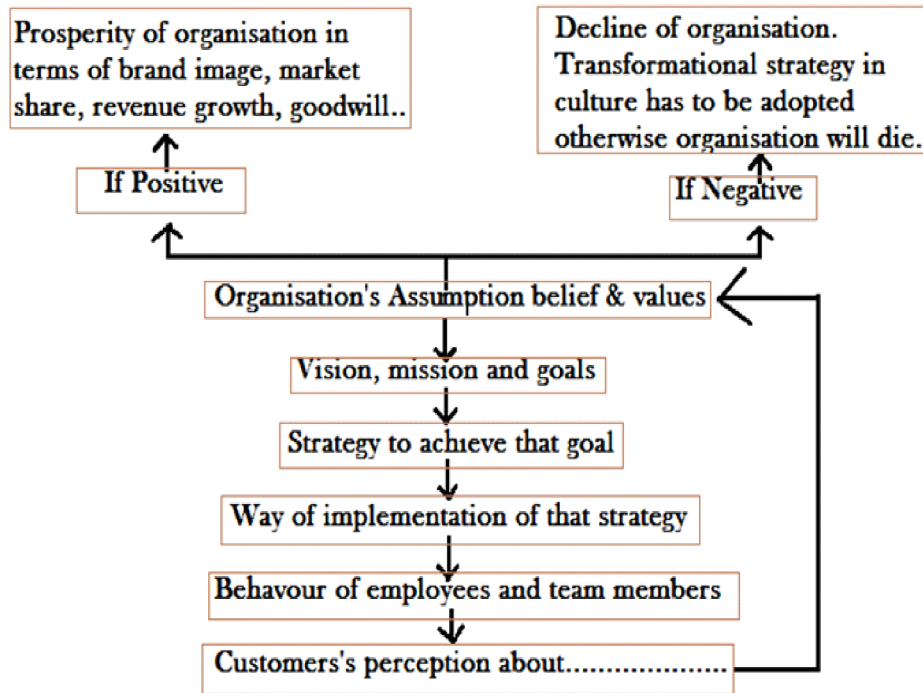 Prosperity of organisation in
terms of brand image, market
share, revenue growth, goodwill..
Decline of organisation.
Transformational strategy in
culture has to be adopted
otherwise organisation will die.
If Positive
If Negative
Organisation's Assumption belief & values
Vision, mission and goals
Strategy to achieve that goal
Way of implementation of that strategy
Behavour of employees and team members
Customers's perception about.....................